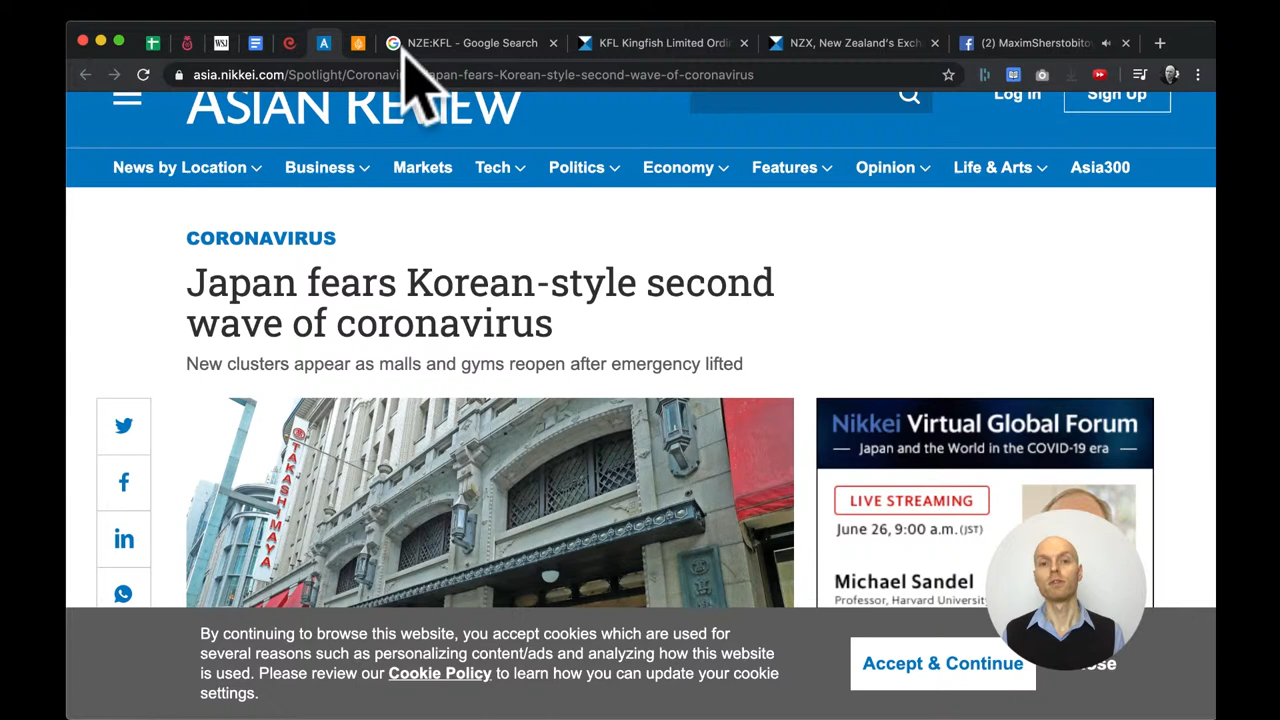 WSJ
NZE:KFL - Google Search
KFL Kingfish Limited Ordi
NZX, New Zealand's Exch
(2) MaximSherstobito
asia.nikkei.com/Spotlight/Coronavi apan-fears-Korean-style-second-wave-of-coronavirus
ASIAN REVIEW
Log In
Sign Up
News by Location
Business
Markets
Tech
Politics
Economy
Features
Opinion
Life & Arts
Asia300
CORONAVIRUS
Japan fears Korean-style second
wave of coronavirus
New clusters appear as malls and gyms reopen after emergency lifted
TAKASHIMAYA
Nikkei Virtual Global Forum
Japan and the World in the COVID-19 era
LIVE STREAMING
June 26, 9:00 a.m. (JST)
Michael Sandel
Professor, Harvard University
By continuing to browse this website, you accept cookies which are used for
several reasons such as personalizing content/ads and analyzing how this website
is used. Please review our Cookie Policy to learn how you can update your cookie
settings.
Accept & Continue
ose